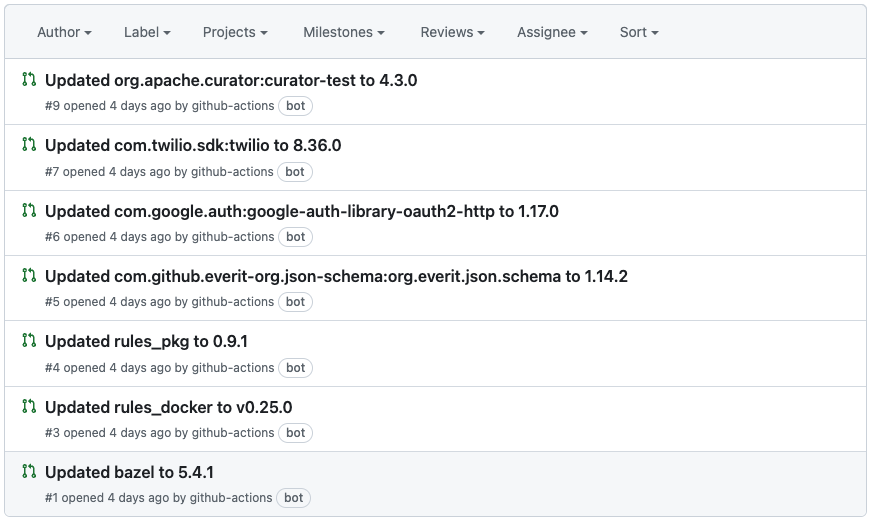 Author Label Projects Milestones Reviews Assignee Sort
Updated org.apache.curator:curator-test to 4.3.0
#9 opened 4 days ago by github-actions bot
Updated com.twilio.sdk:twilio to 8.36.0
#7 opened 4 days ago by github-actions bot
Updated com.google.auth:google-auth-library-oauth2-http to 1.17.0
#6 opened 4 days ago by github-actions bot
Updated com.github.everit-org.json-schema:org.everit.json.schema to 1.14.2
#5 opened 4 days ago by github-actions bot
Updated rules_pkg to 0.9.1
#4 opened 4 days ago by github-actions bot
Updated rules_docker to v0.25.0
#3 opened 4 days ago by github-actions bot
Updated bazel to 5.4.1
#1 opened 4 days ago by github-actions bot